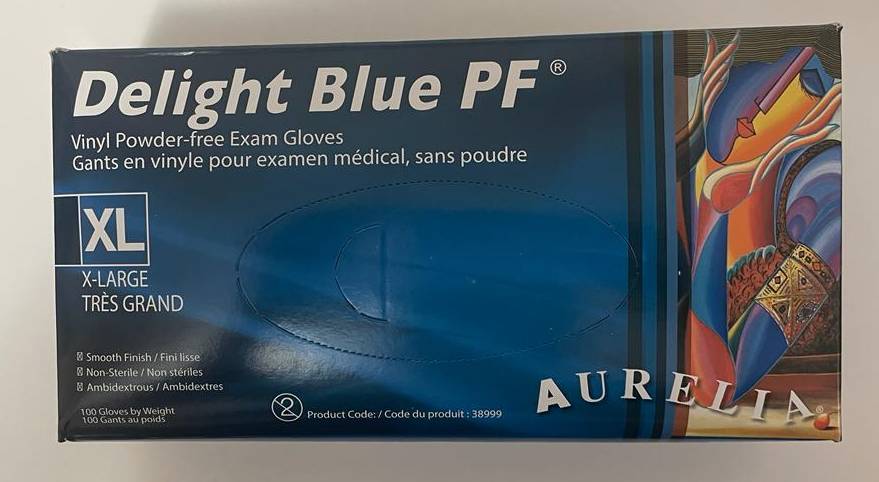 Delight Blue PF®
Vinyl Powder-free Exam Gloves
Gants en vinyle pour examen médical, sans poudre
XL
X-LARGE
TRÈS GRAND
Smooth Finish / Fini lisse
Non-Sterile / Non stériles
Ambidextrous / Ambidextres
100 Gloves by Weight
100 Gants au poids
2
Product Code: / Code du produit : 38999
AURELIA®